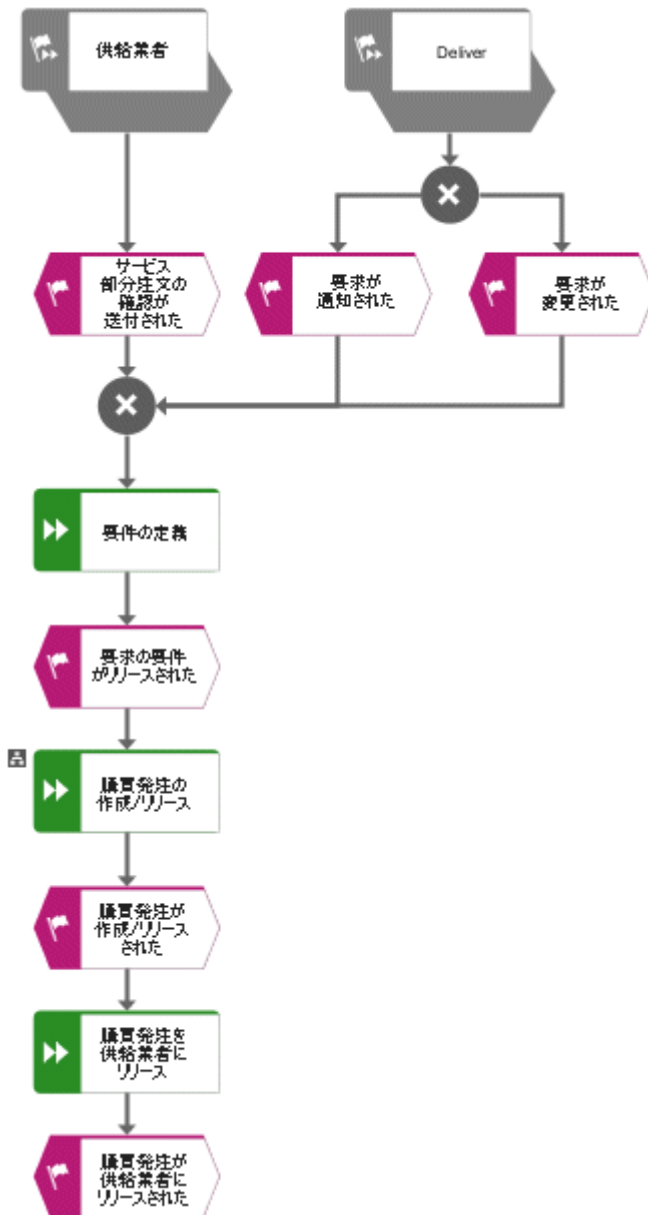 供給業者
Deliver
サービス
部分注文の
確認が
送付された
要求が
通知された
要求が
変更された
要件の定義
要求の要件
がリリースされた
購買発注の
作成/リリース
購買発注が
作成/リリース
された
購買発注を
供給業者に
リリース
購買発注が
供給業者に
リリースされた